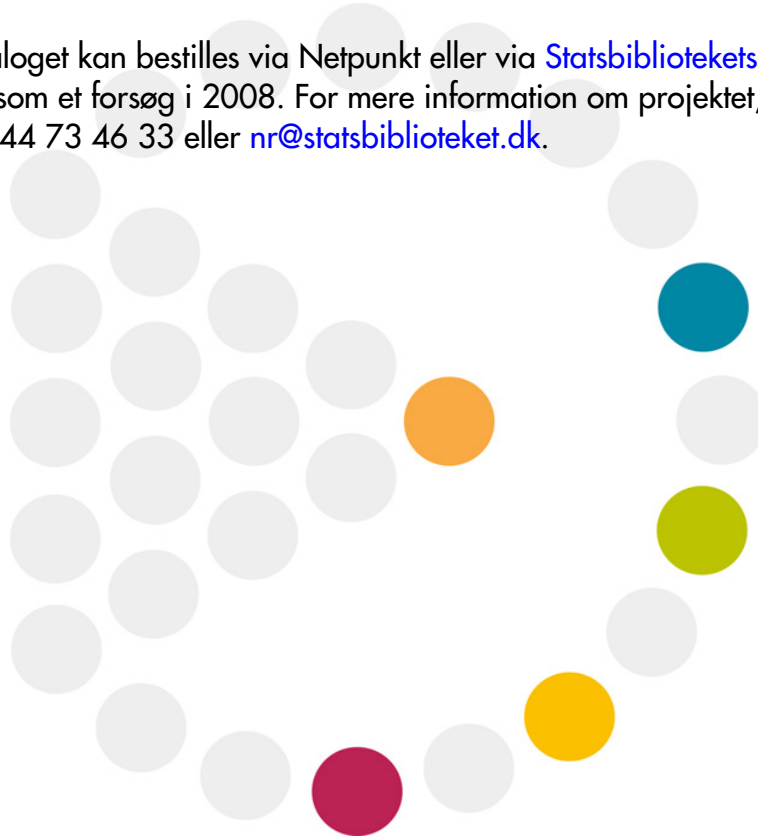 aloget kan bestilles via Netpunkt eller via Statsbibliotekets
som et forsøg i 2008. For mere information om projektet,
44 73 46 33 eller nr@statsbiblioteket.dk.